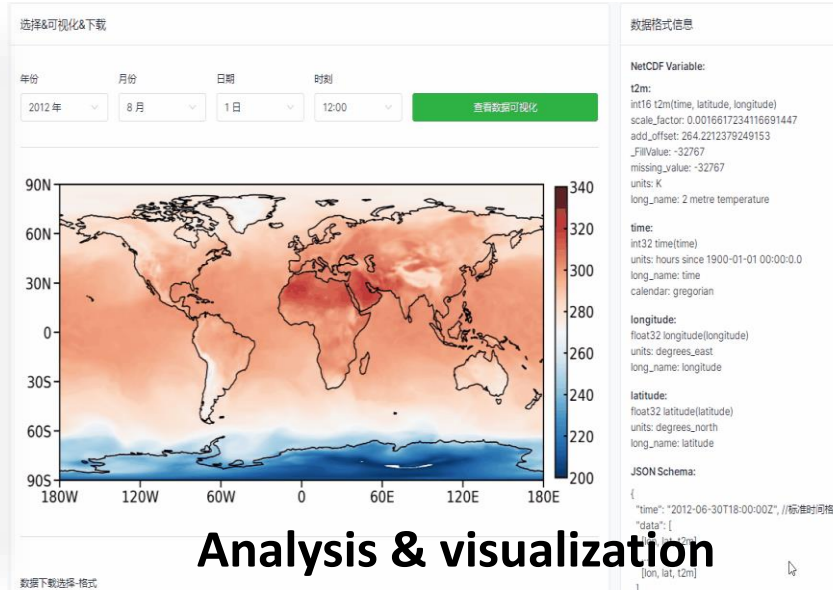 选择&可视化&下载
年份
月份
日期
时刻
2012 年
8 月
1 日
12:00
查看数据可视化
90N
60N
30N
0
30S
60S
90S
180W
120W
60W
0
60E
120E
180E
340
320
300
280
260
240
220
200
Analysis & visualization
数据下载选择-格式
数据格式信息
NetCDF Variable:
t2m:
int16 t2m(time, latitude, longitude)
scale_factor: 0.0016617234116691447
add_offset: 264.2212379249153
_FillValue: -32767
missing_value: -32767
units: K
long_name: 2 metre temperature
time:
int32 time(time)
units: hours since 1900-01-01 00:00:0.0
long_name: time
calendar: gregorian
longitude:
float32 longitude(longitude)
units: degrees_east
long_name: longitude
latitude:
float32 latitude(latitude)
units: degrees_north
long_name: latitude
JSON Schema:
{
"time": "2012-06-30T18:00:00Z", //标准时间格
"data": [
[lon, lat, t2m]
[lon, lat, t2m]
]